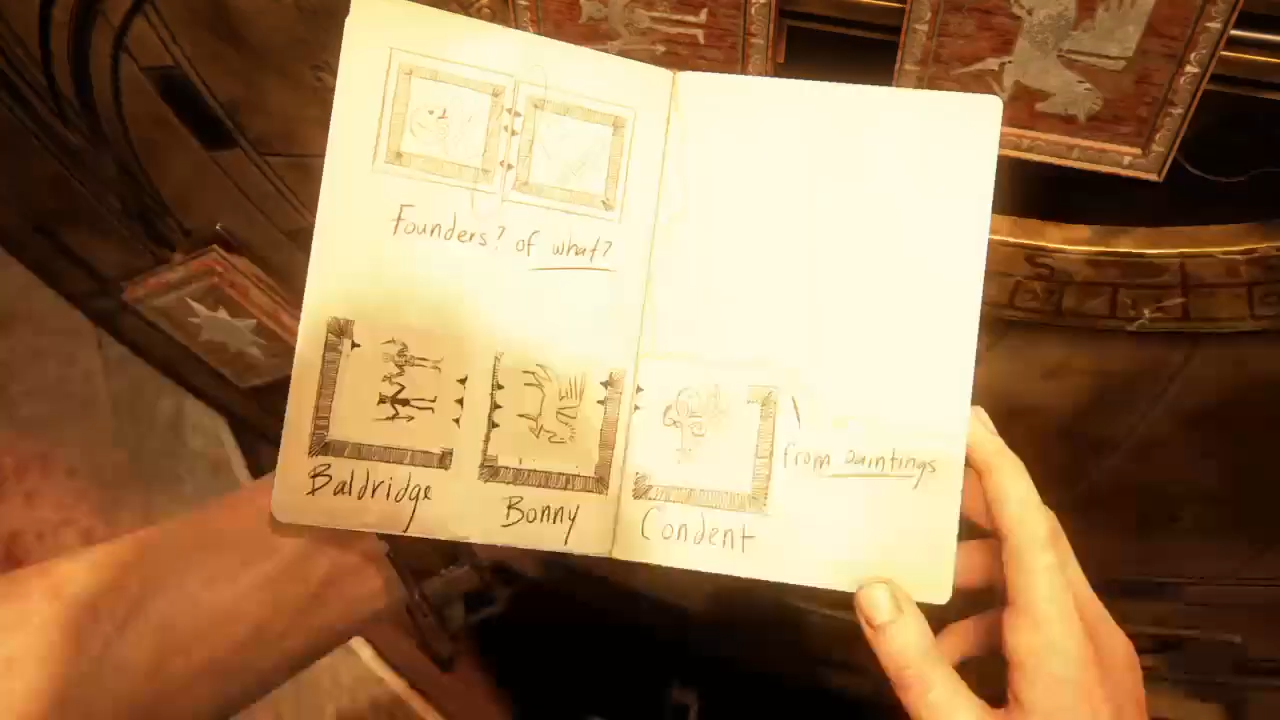 Founders? of what?
Baldridge
Bonny
Condent
from paintings